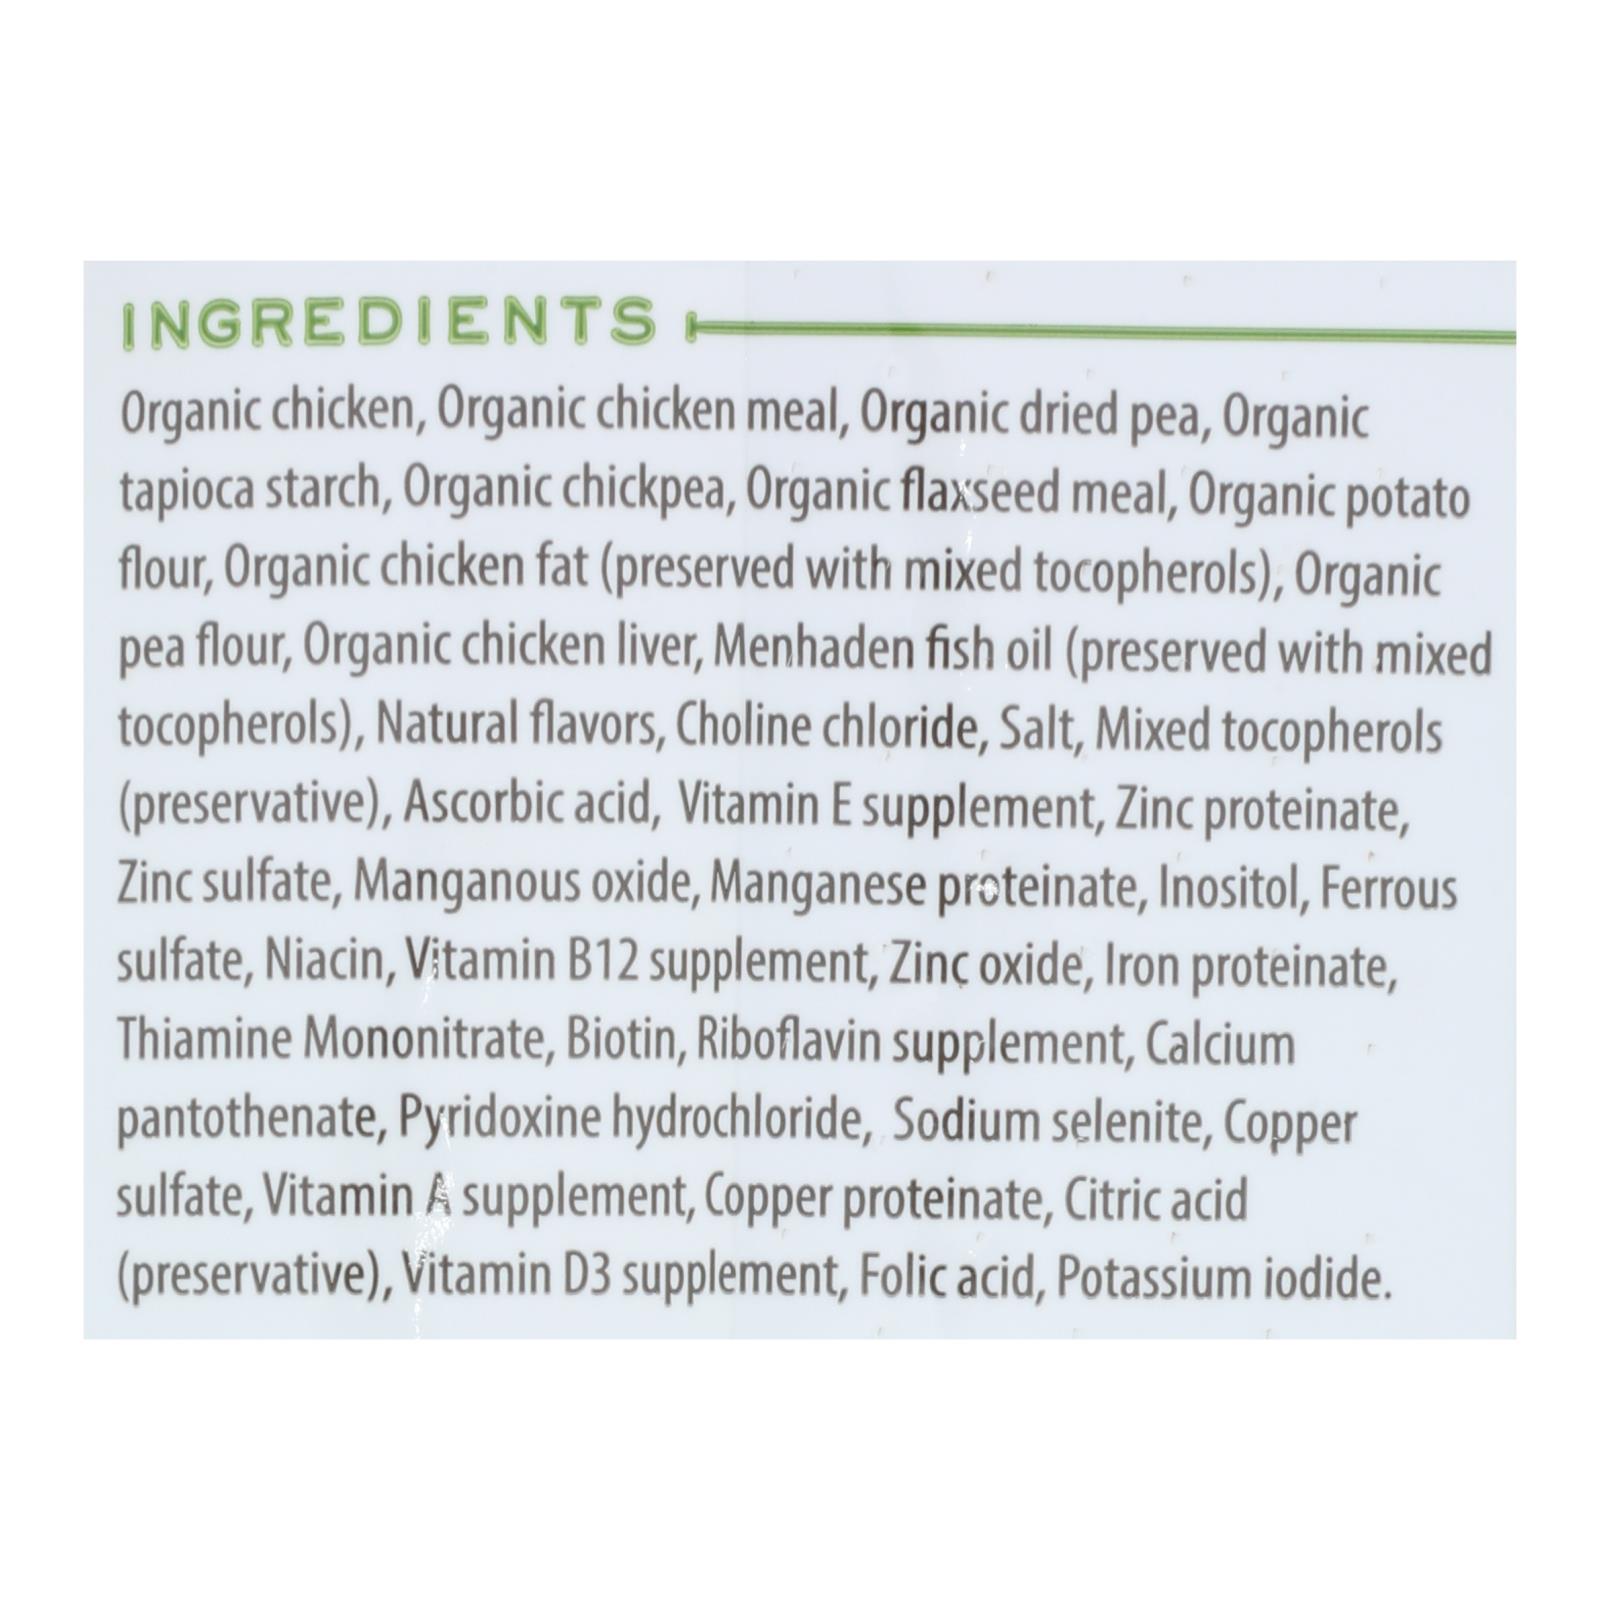 INGREDIENTS
Organic chicken, Organic chicken meal, Organic dried pea, Organic
tapioca starch, Organic chickpea, Organic flaxseed meal, Organic potato
flour, Organic chicken fat (preserved with mixed tocopherols), Organic
pea flour, Organic chicken liver, Menhaden fish oil (preserved with mixed
tocopherols), Natural flavors, Choline chloride, Salt, Mixed tocopherols
(preservative), Ascorbic acid, Vitamin E supplement, Zinc proteinate,
Zinc sulfate, Manganous oxide, Manganese proteinate, Inositol, Ferrous
sulfate, Niacin, Vitamin B12 supplement, Zinc oxide, Iron proteinate,
Thiamine Mononitrate, Biotin, Riboflavin supplement, Calcium
pantothenate, Pyridoxine hydrochloride, Sodium selenite, Copper
sulfate, Vitamin A supplement, Copper proteinate, Citric acid
(preservative), Vitamin D3 supplement, Folic acid, Potassium iodide.